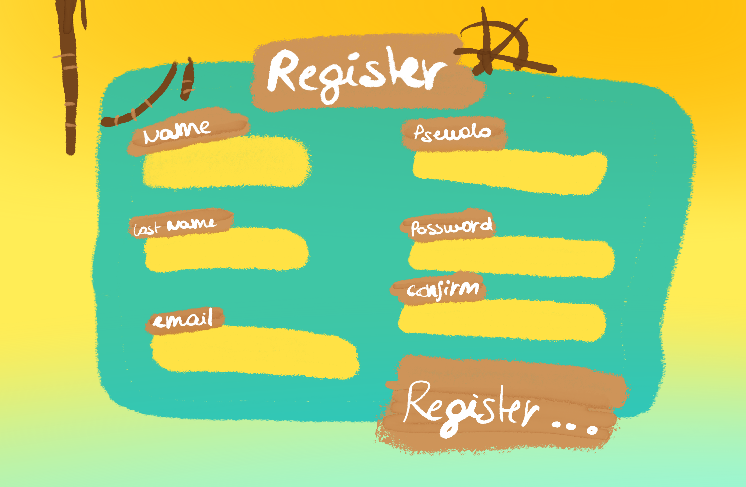 Register
Name
Pseudo
Last Name
Password
email
confirm
Register...